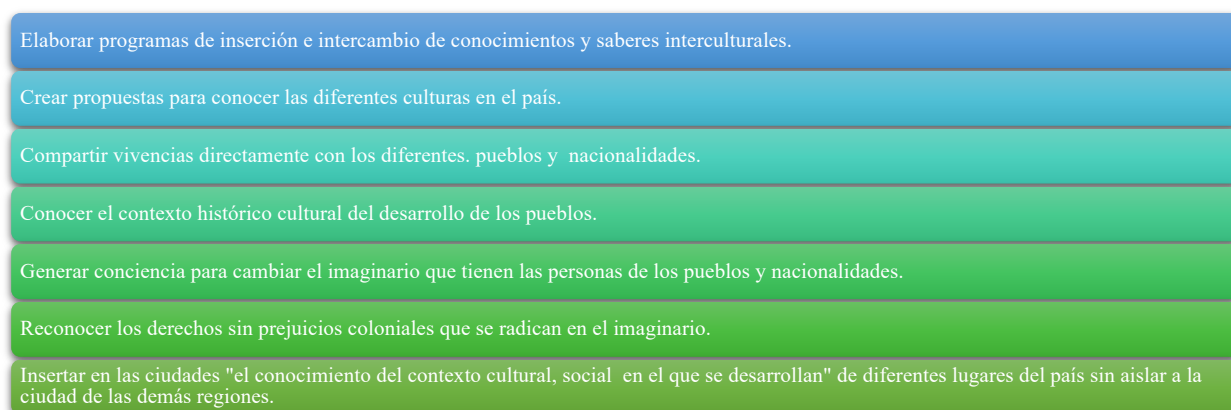 Elaborar programas de inserción e intercambio de conocimientos y saberes interculturales.
Crear propuestas para conocer las diferentes culturas en el país.
Compartir vivencias directamente con los diferentes. pueblos y  nacionalidades.
Conocer el contexto histórico cultural del desarrollo de los pueblos.
Generar conciencia para cambiar el imaginario que tienen las personas de los pueblos y nacionalidades.
Reconocer los derechos sin prejuicios coloniales que se radican en el imaginario.
Insertar en las ciudades "el conocimiento del contexto cultural, social  en el que se desarrollan" de diferentes lugares del país sin aislar a la
ciudad de las demás regiones.